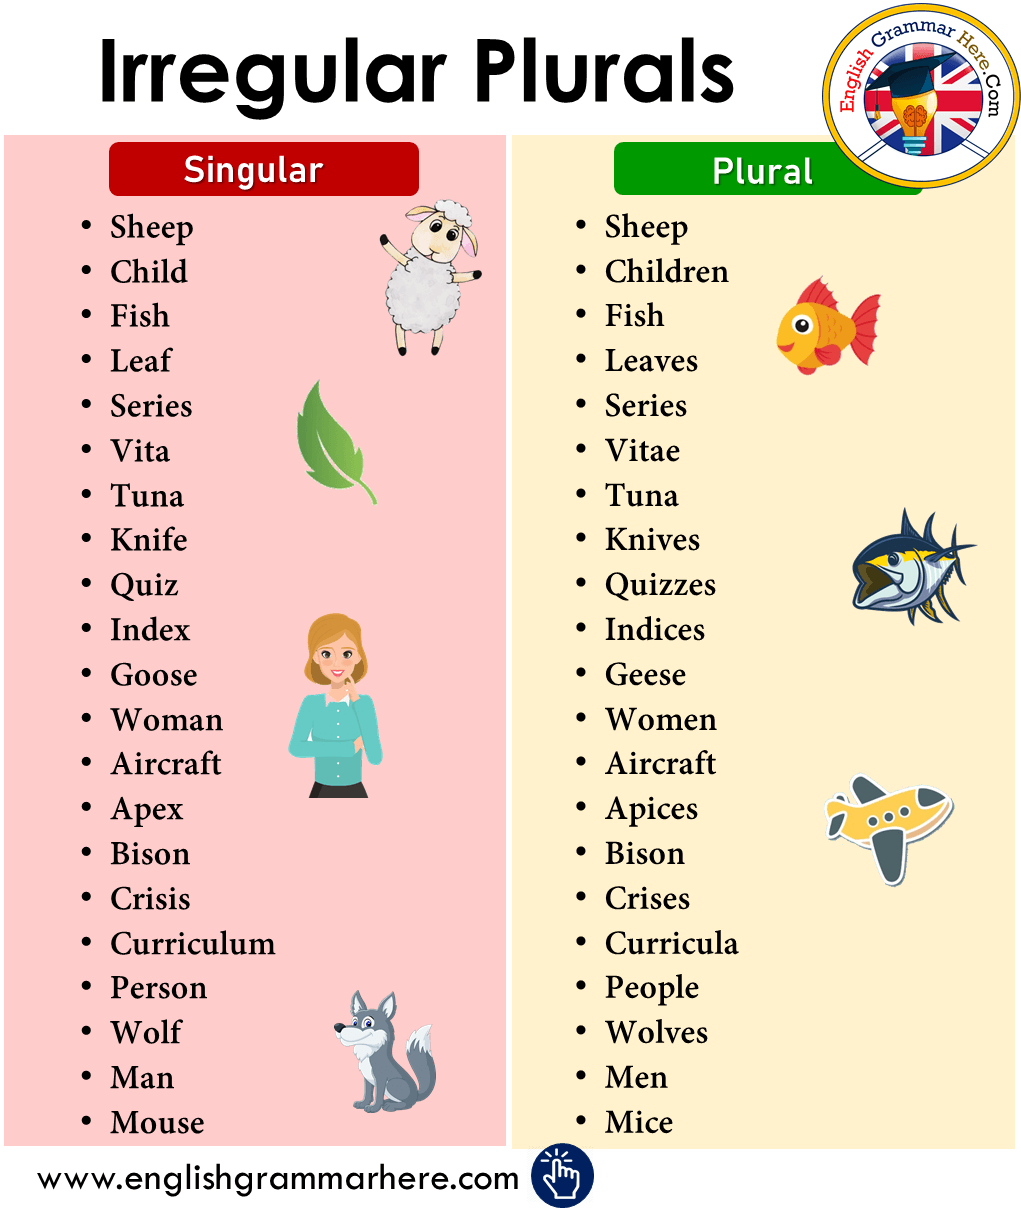 Irregular Plurals
English Grammar Here.Com
Singular
• Sheep
• Child
• Fish
• Leaf
• Series
• Vita
• Tuna
• Knife
• Quiz
• Index
• Goose
• Woman
• Aircraft
• Apex
• Bison
• Crisis
• Curriculum
• Person
• Wolf
• Man
• Mouse
Plural
• Sheep
• Children
• Fish
• Leaves
• Series
• Vitae
• Tuna
• Knives
• Quizzes
• Indices
• Geese
• Women
• Aircraft
• Apices
• Bison
• Crises
• Curricula
• People
• Wolves
• Men
• Mice
www.englishgrammarhere.com